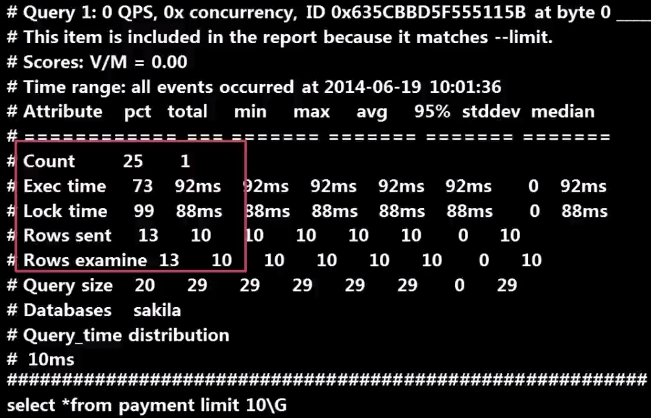 # Query 1: 0 QPS, 0x concurrency, ID 0x635CBBD5F555115B at byte 0 ____
# This item is included in the report because it matches --limit.
# Scores: V/M = 0.00
# Time range: all events occurred at 2014-06-19 10:01:36
# Attribute pct total min max avg 95% stddev median
# ============ === ======= ======= ======= ======= ======= =======
# Count 25 1
# Exec time 73 92ms 92ms 92ms 92ms 92ms 0 92ms
# Lock time 99 88ms 88ms 88ms 88ms 88ms 0 88ms
# Rows sent 13 10 10 10 10 10 0 10
# Rows examine 13 10 10 10 10 10 0 10
# Query size 20 29 29 29 29 29 0 29
# Databases sakila
# Query_time distribution
# 10ms
##########################################################
select *from payment limit 10\G